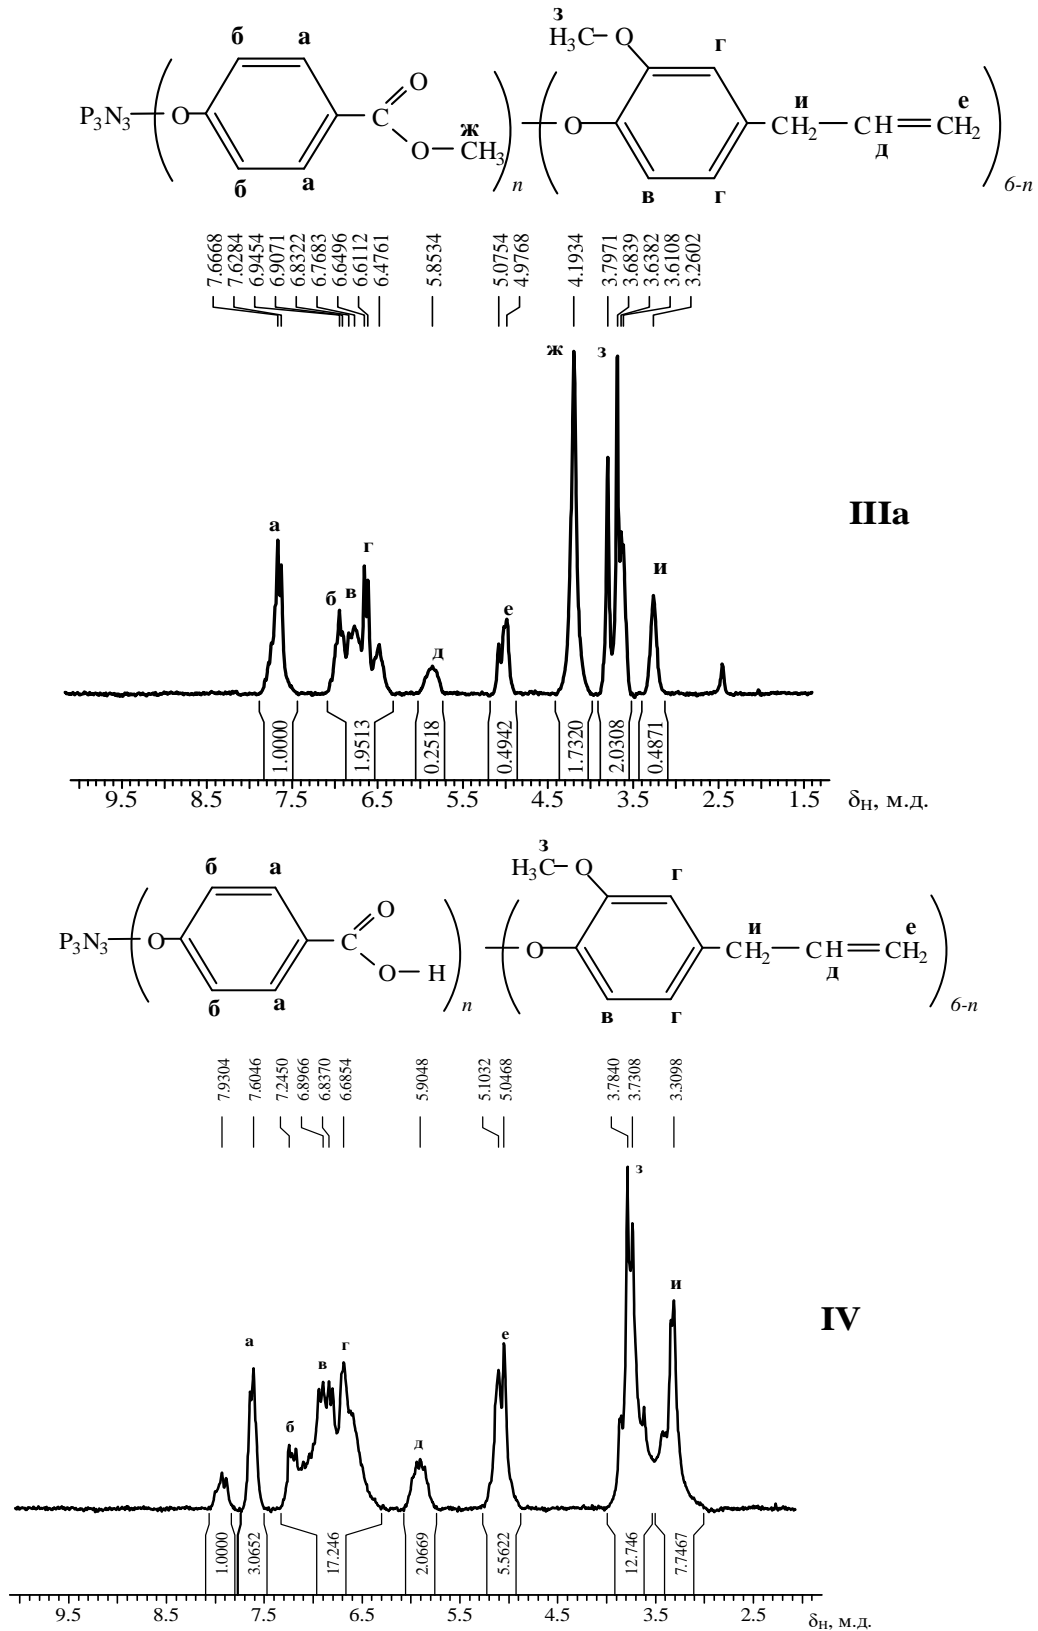 з
H₃C–O
б а г
P₃N₃ O C O и е
O–CH₃ ж O CH₂ CH=CH₂
д
б а n в г 6-n
7.6668 7.6284 6.9454 6.9071 6.8322 6.7683 6.6496 6.6112 6.4761 5.8534 5.0754 4.9768 4.1934 3.7971 3.6839 3.6382 3.6108 3.2602
ж з
IIIa
а г и
б в е
д
1.0000 1.9513 0.2518 0.4942 1.7320 2.0308 0.4871
9.5 8.5 7.5 6.5 5.5 4.5 3.5 2.5 1.5 δH, м.д.
з
H₃C–O
б а г
P₃N₃ O C O и е
O–H O CH₂ CH=CH₂
д
б а n в г 6-n
7.9304 7.6046 7.2450 6.8966 6.8370 6.6854 5.9048 5.1032 5.0468 3.7840 3.7308 3.3098
з
и
IV
а в г е
б д
1.0000 3.0652 17.246 2.0669 5.5622 12.746 7.7467
9.5 8.5 7.5 6.5 5.5 4.5 3.5 2.5 δH, м.д.